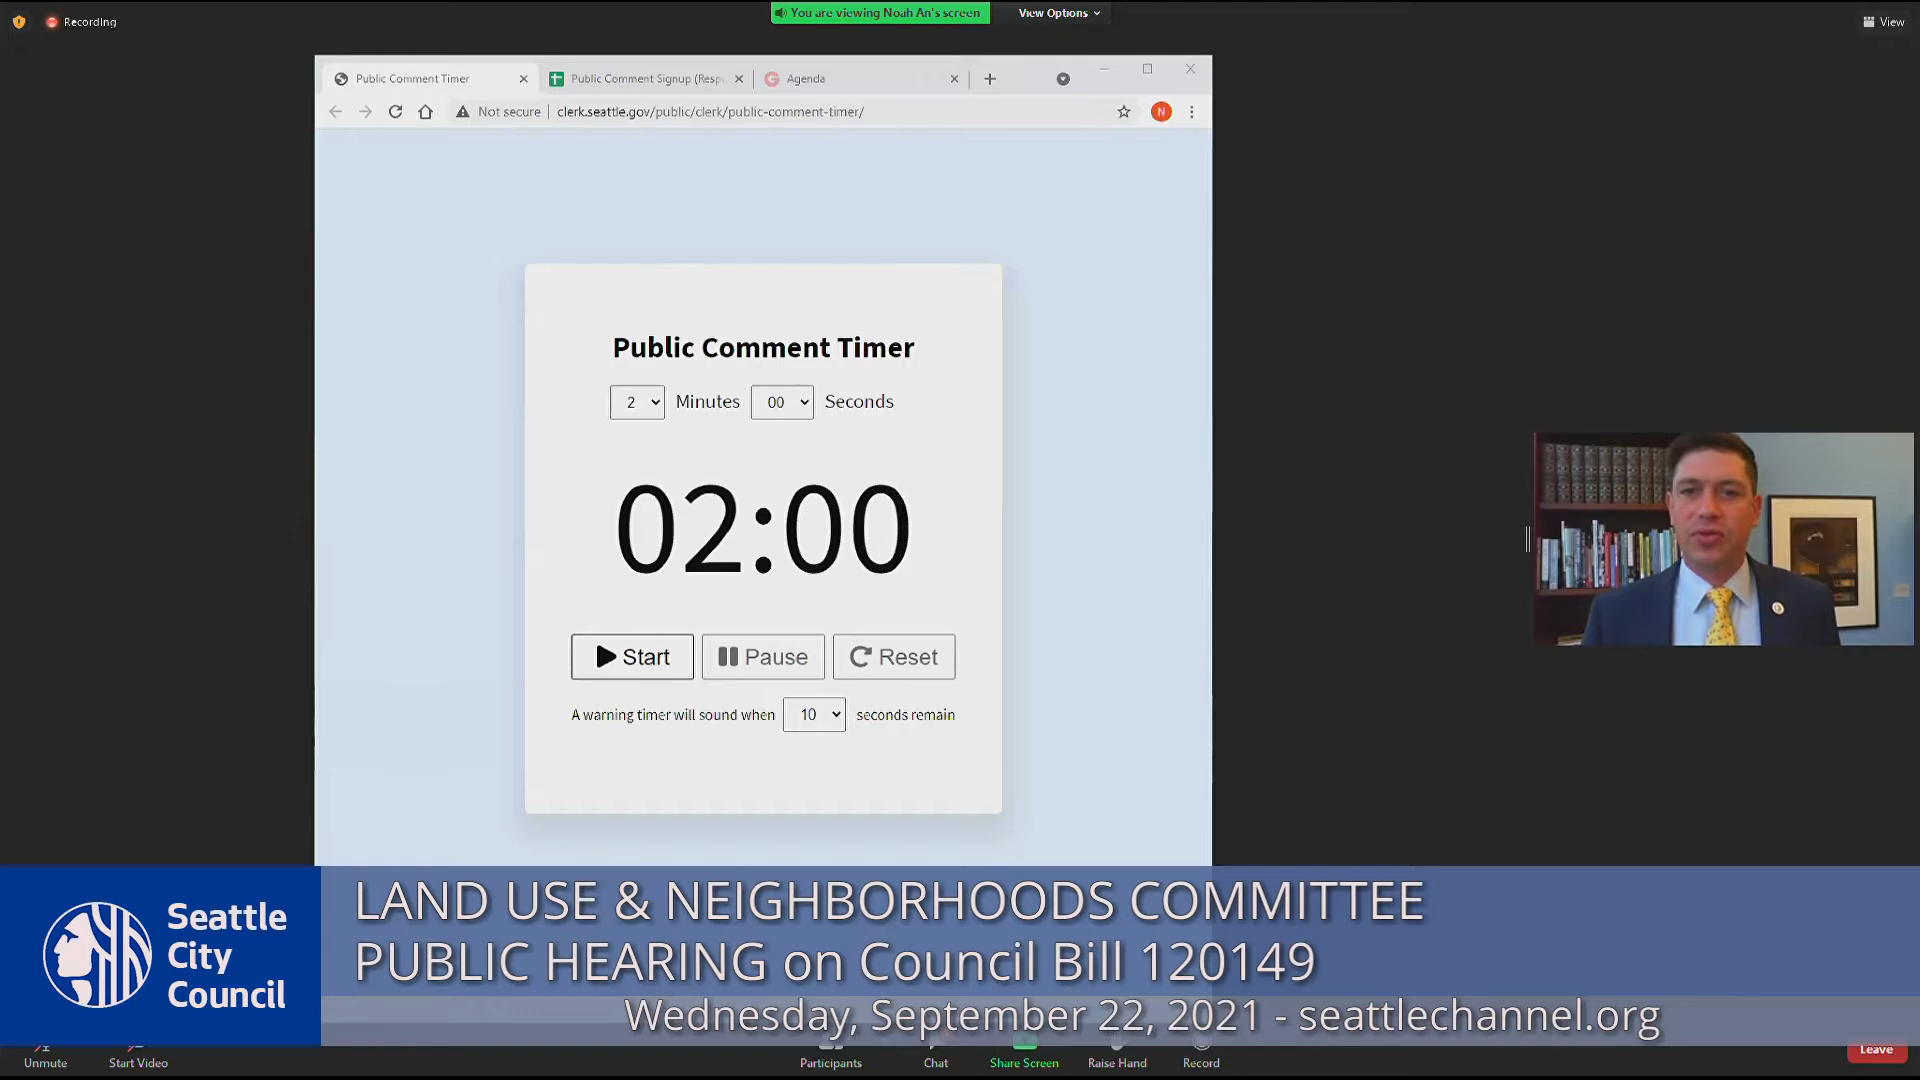 Recording
You are viewing Noah An's screen
View Options
View
Public Comment Timer
Public Comment Signup (Resp
Agenda
Not secure
clerk.seattle.gov/public/clerk/public-comment-timer/
N
Public Comment Timer
2 Minutes 00 Seconds
02:00
Start
Pause
Reset
A warning timer will sound when 10 seconds remain
Seattle
City
Council
LAND USE & NEIGHBORHOODS COMMITTEE
PUBLIC HEARING on Council Bill 120149
Wednesday, September 22, 2021 - seattlechannel.org
Unmute
Start Video
Participants
Chat
Share Screen
Raise Hand
Record
Leave